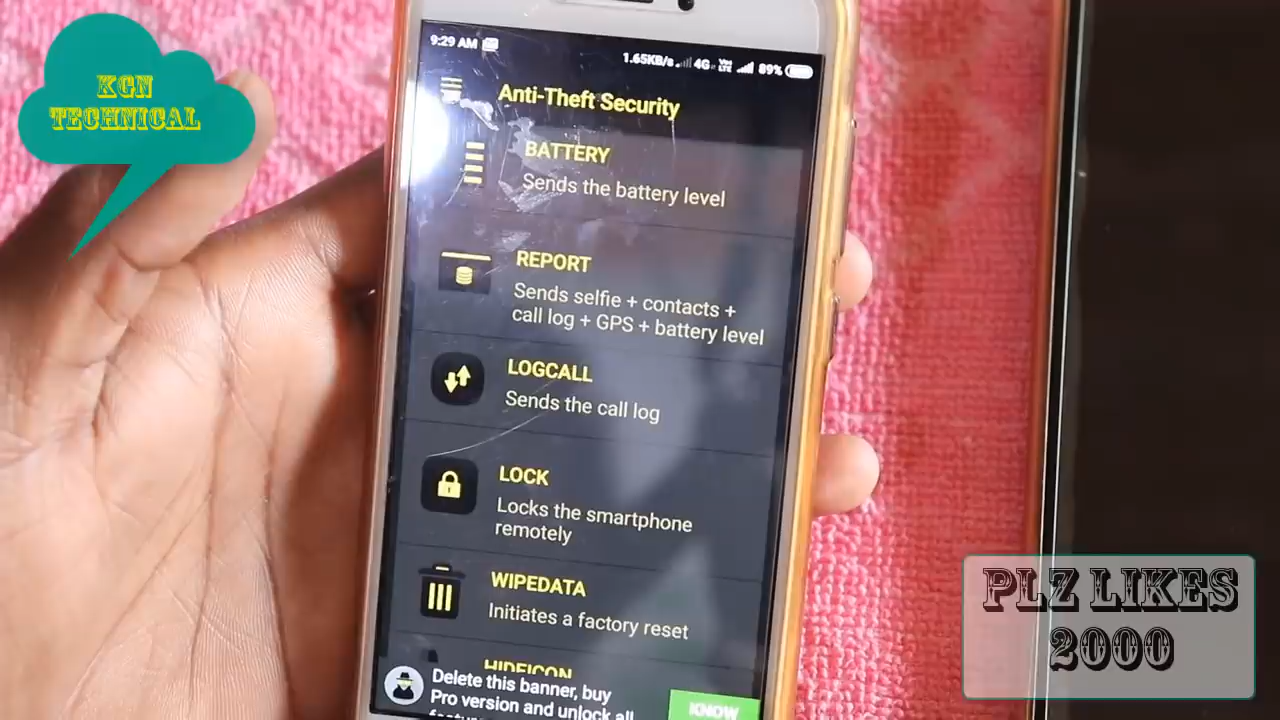 KGN
TECHNICAL
9:29 AM
1.65KB/s 4G VoLTE 89%
Anti-Theft Security
BATTERY
Sends the battery level
REPORT
Sends selfie + contacts +
call log + GPS + battery level
LOGCALL
Sends the call log
LOCK
Locks the smartphone
remotely
WIPEDATA
Initiates a factory reset
HIDEICON
Delete this banner, buy
Pro version and unlock all
KNOW
PLZ LIKES
2000